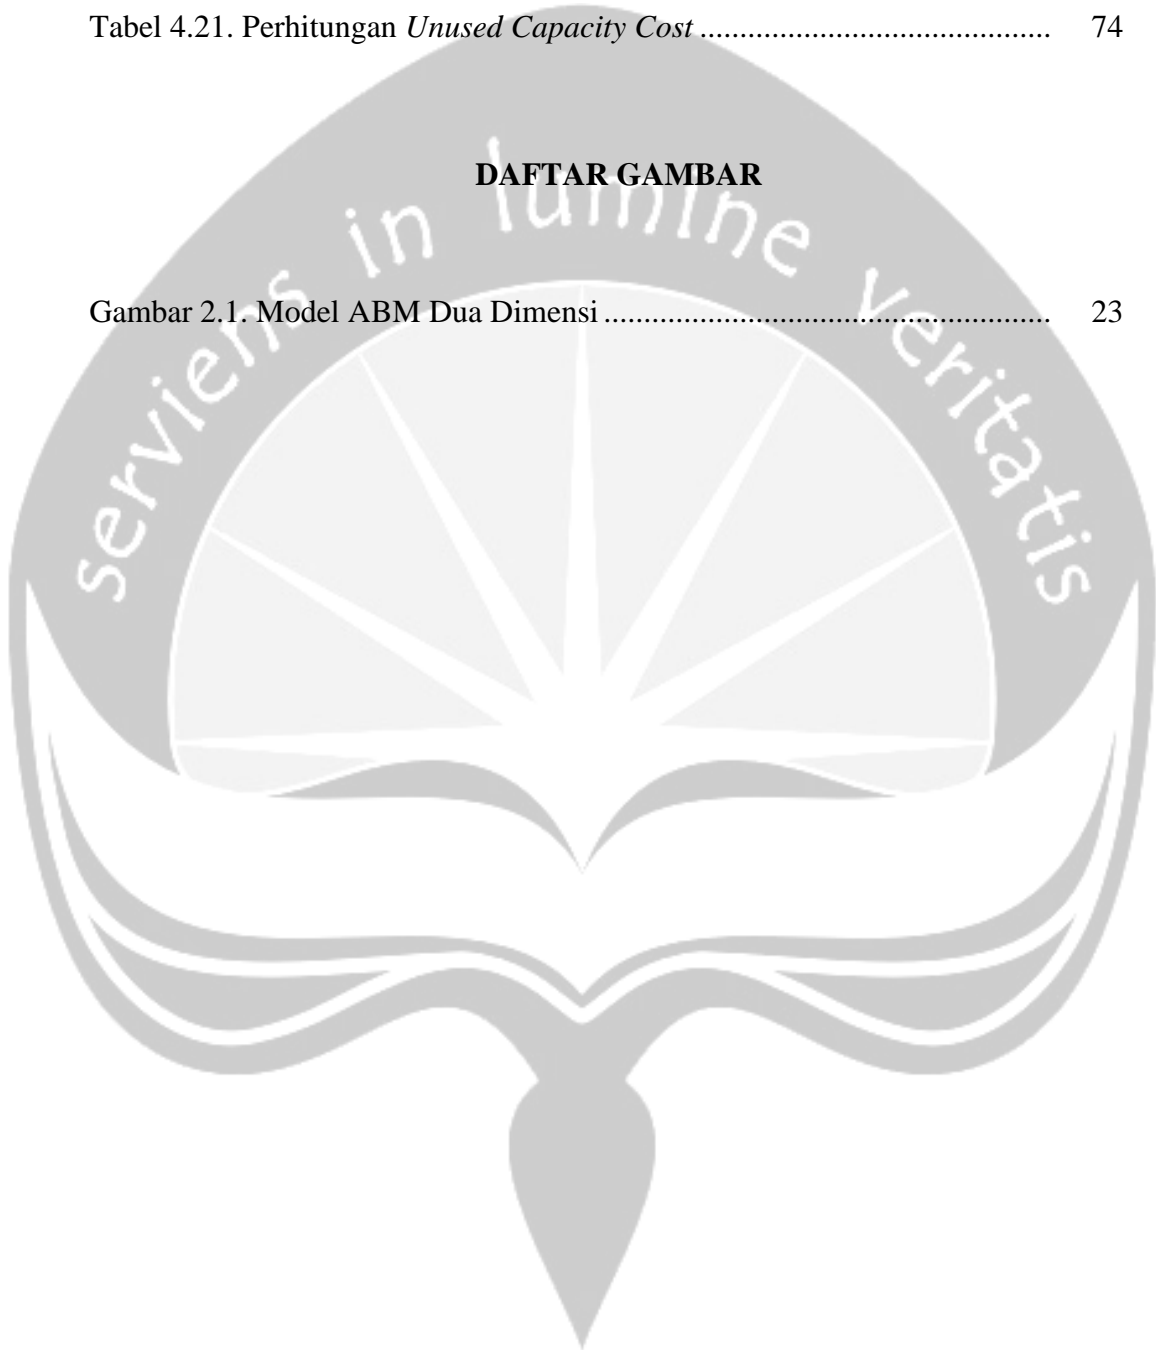 Tabel 4.21. Perhitungan Unused Capacity Cost ............................................ 74
DAFTAR GAMBAR
serviens in lumine veritatis
Gambar 2.1. Model ABM Dua Dimensi ........................................................ 23